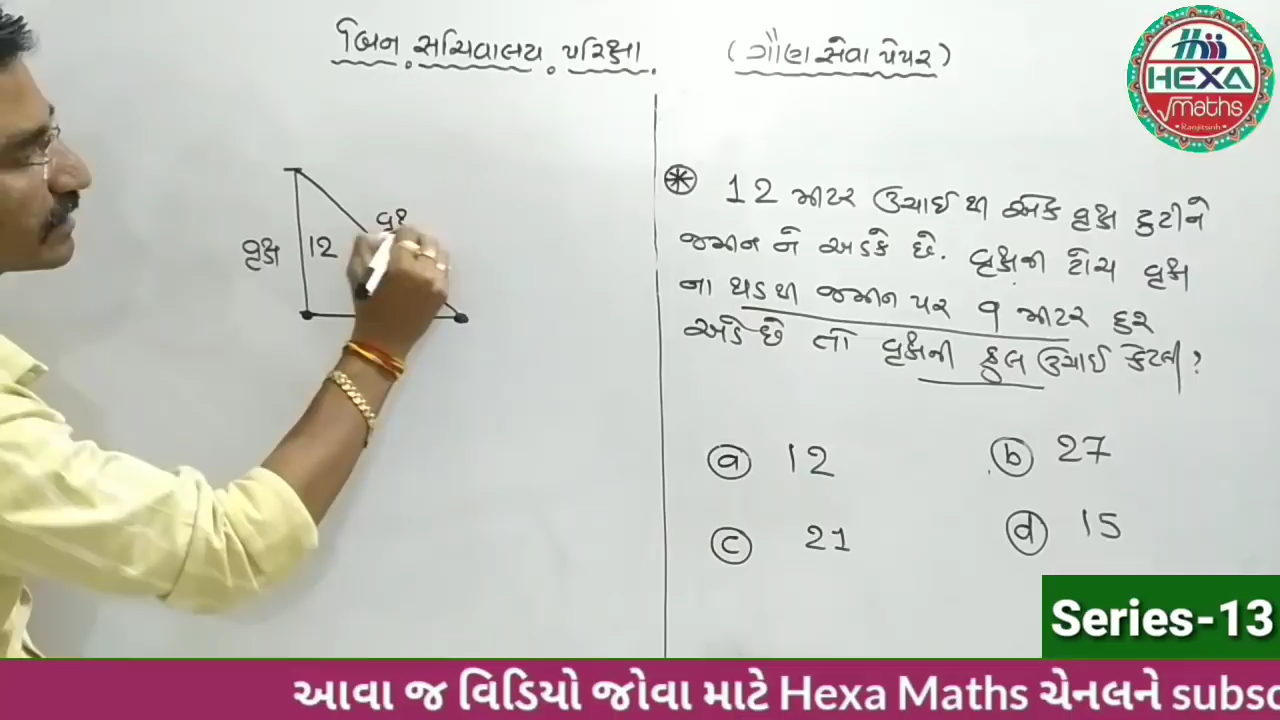 બિન સચિવાલય પરિક્ષા. (ગૌણ સેવા પેપર)
HEXA
√maths
Ranjitsinh
12 મીટર ઉંચાઈ થી એક વૃક્ષ તુટીને
જમીન ને અડકે છે. વૃક્ષની ટોચ વૃક્ષ
ના થડ થી જમીન પર 9 મીટર દુર
અડે છે તો વૃક્ષની કુલ ઉંચાઈ કેટલી?
વૃક્ષ 12 વૃક્ષ
ⓐ 12 ⓑ 27
ⓒ 21 ⓓ 15
Series-13
આવા જ વિડિયો જોવા માટે Hexa Maths ચેનલને subsc